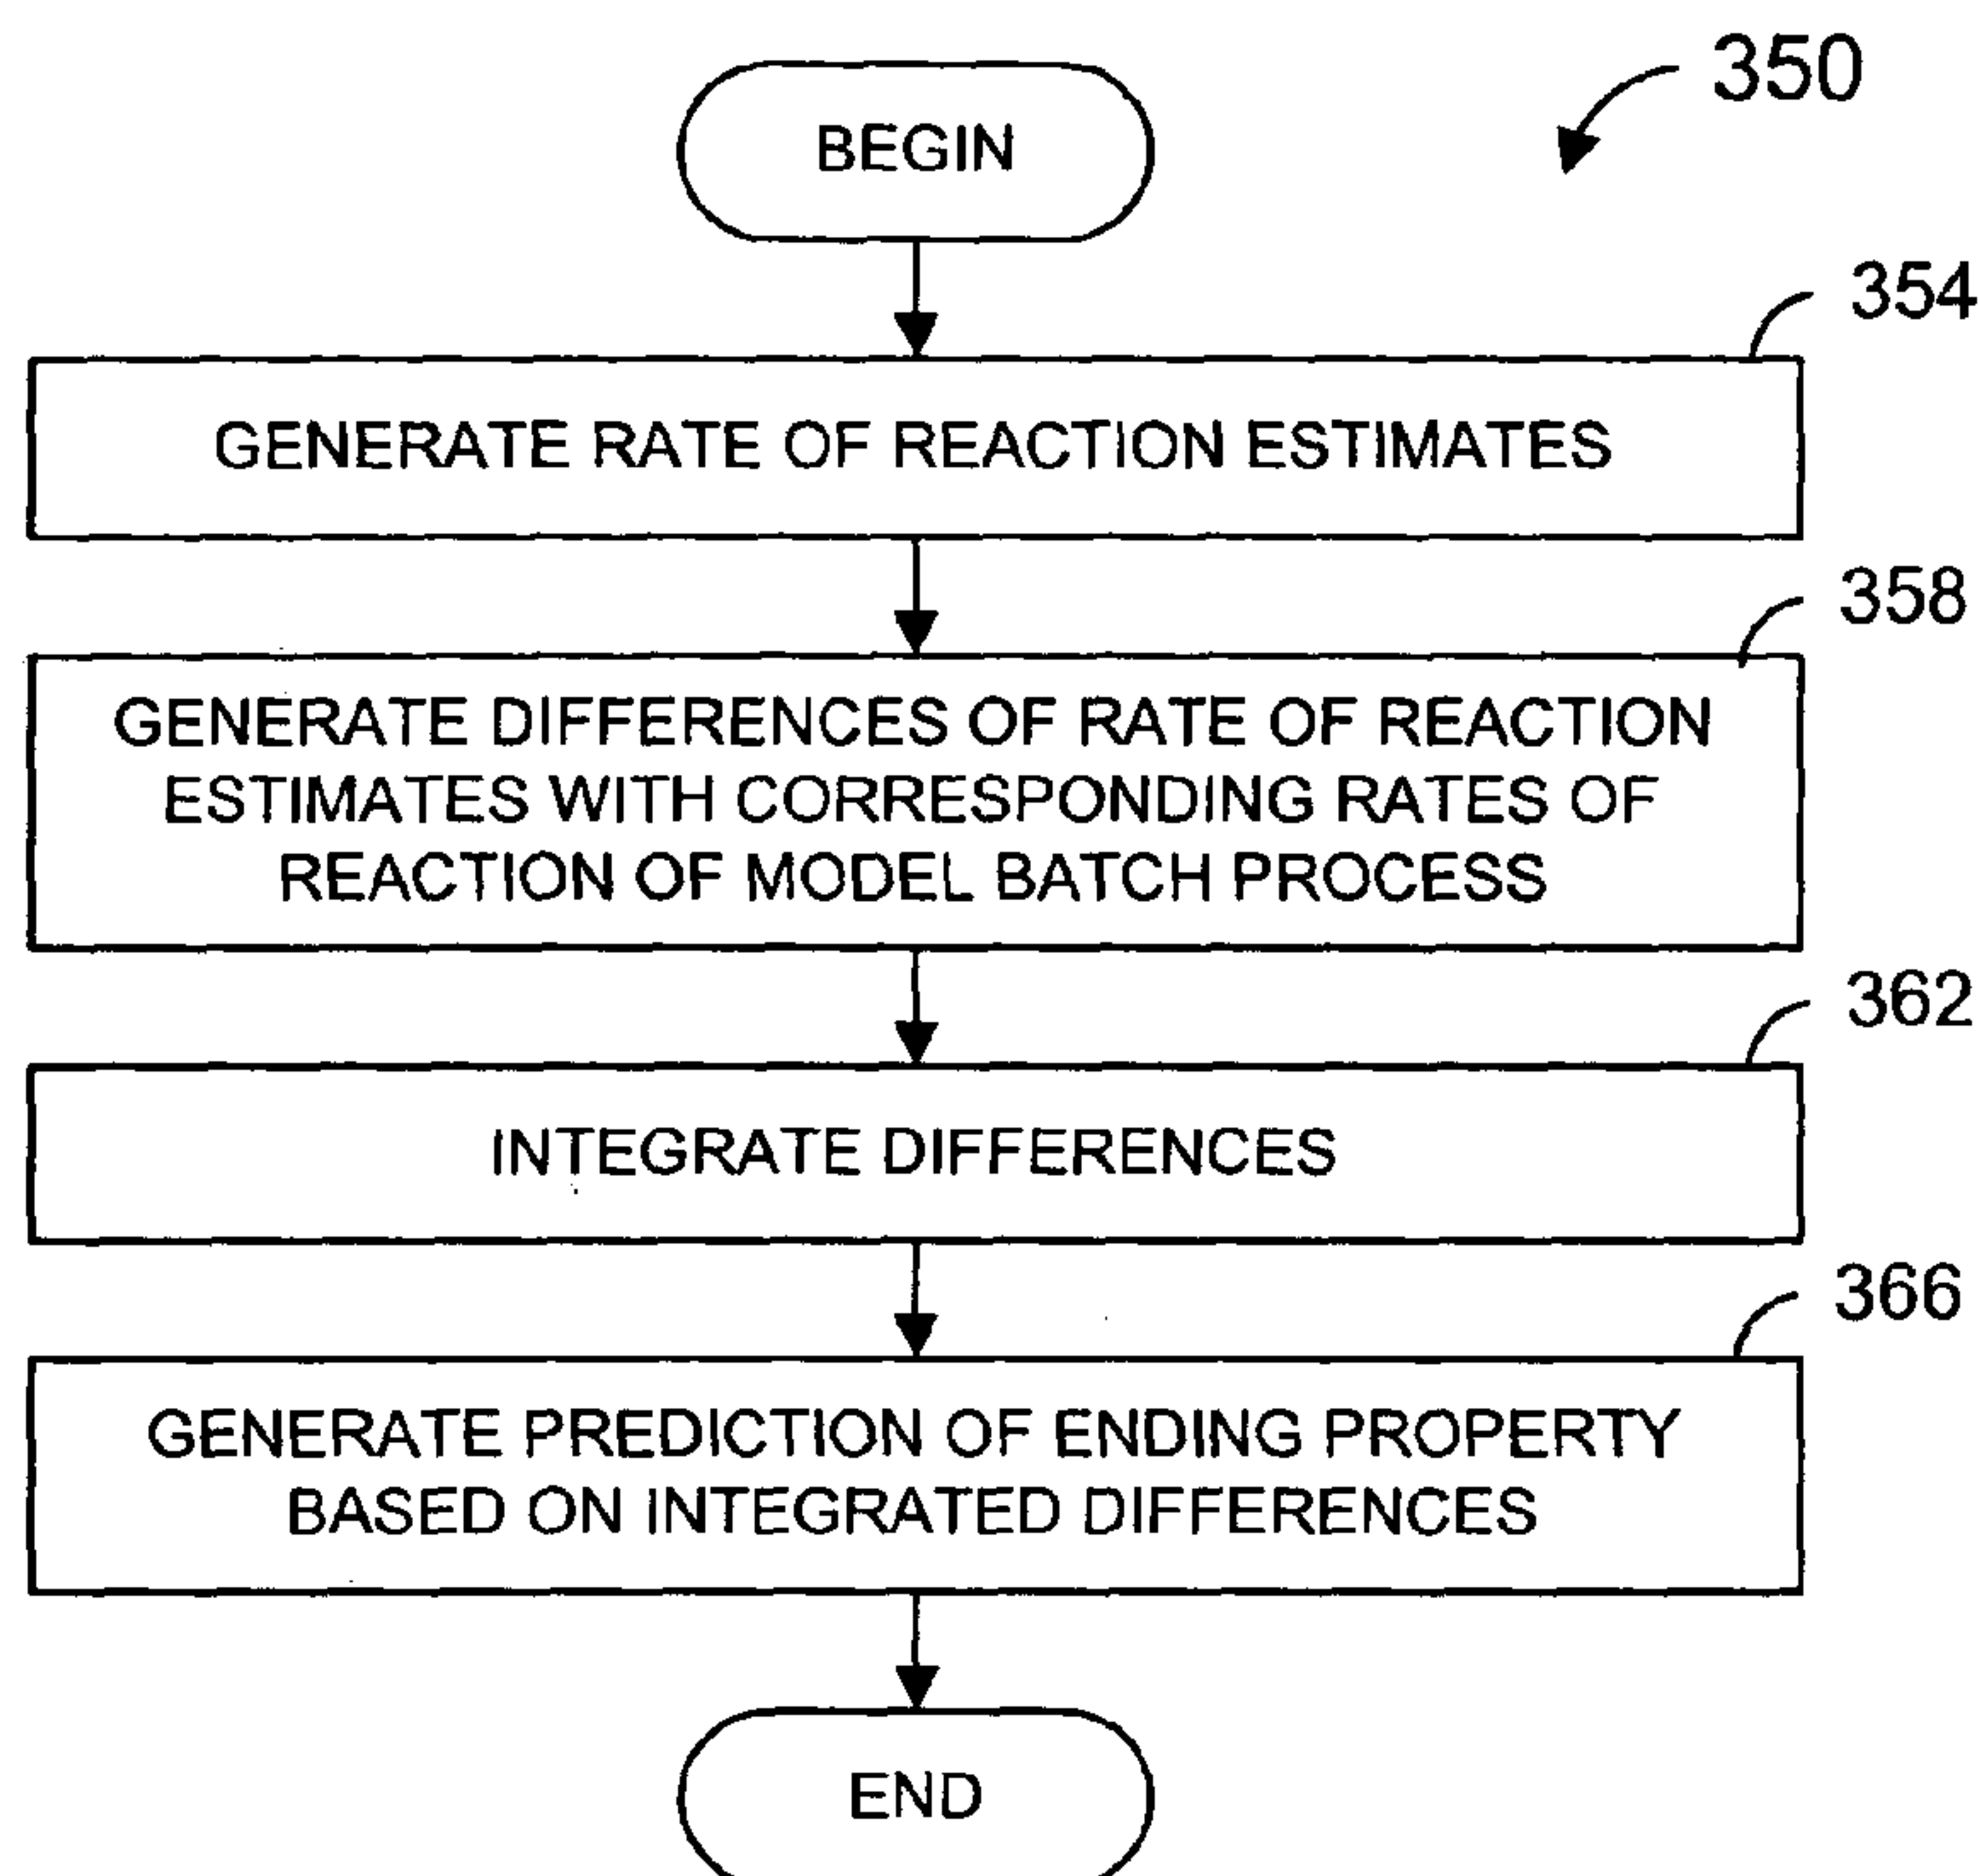 350
BEGIN
354
GENERATE RATE OF REACTION ESTIMATES
358
GENERATE DIFFERENCES OF RATE OF REACTION
ESTIMATES WITH CORRESPONDING RATES OF
REACTION OF MODEL BATCH PROCESS
362
INTEGRATE DIFFERENCES
366
GENERATE PREDICTION OF ENDING PROPERTY
BASED ON INTEGRATED DIFFERENCES
END